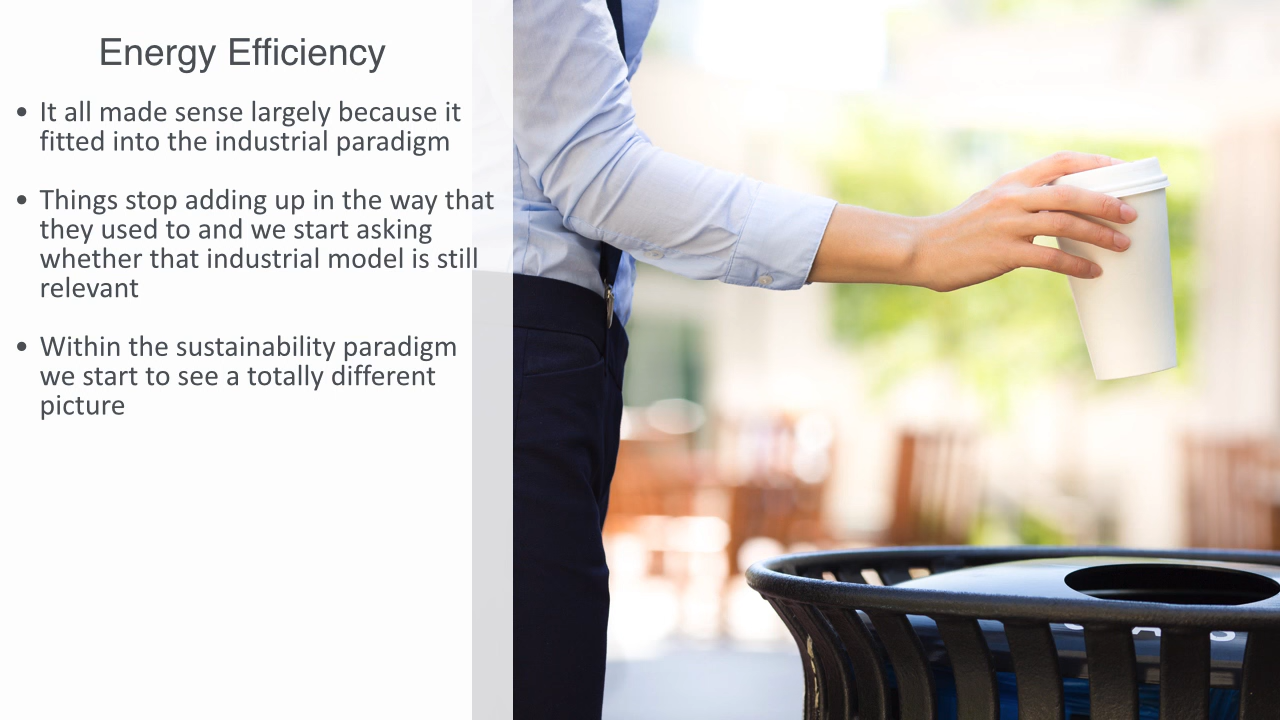 Energy Efficiency
• It all made sense largely because it
fitted into the industrial paradigm
• Things stop adding up in the way that
they used to and we start asking
whether that industrial model is still
relevant
• Within the sustainability paradigm
we start to see a totally different
picture